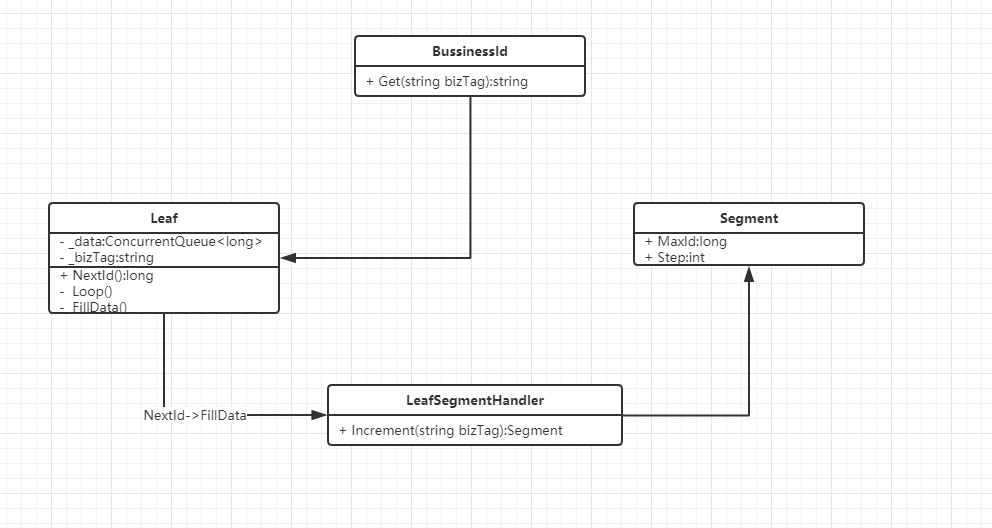 BussinessId
+ Get(string bizTag):string
Leaf
- _data:ConcurrentQueue<long>
- _bizTag:string
+ NextId():long
- Loop()
- FillData()
Segment
+ MaxId:long
+ Step:int
NextId->FillData
LeafSegmentHandler
+ Increment(string bizTag):Segment